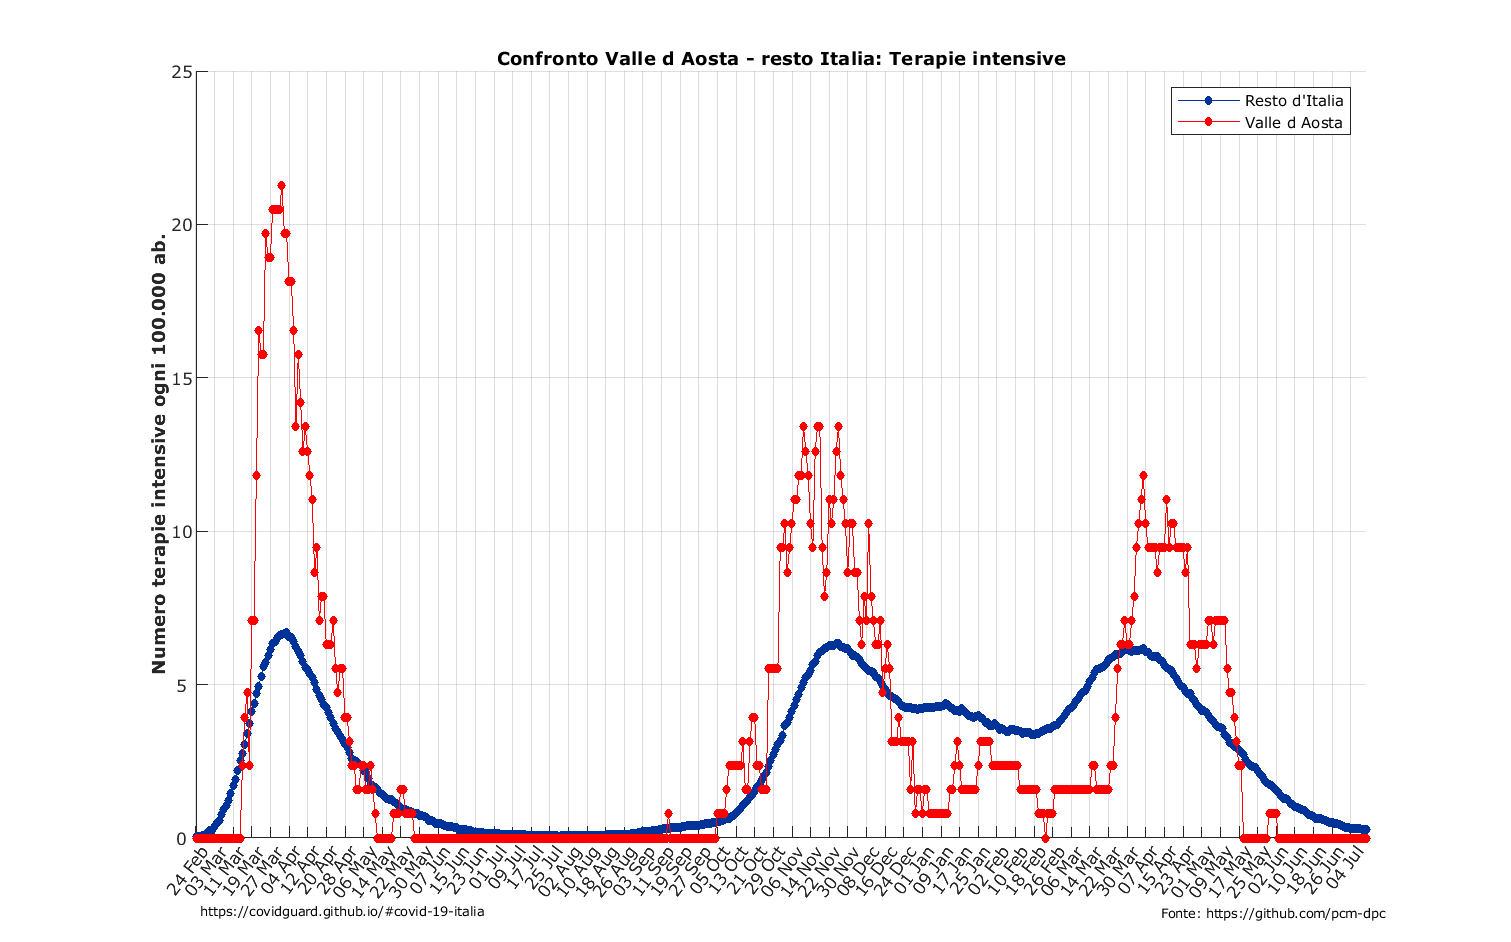 Confronto Valle d Aosta - resto Italia: Terapie intensive
Resto d'Italia
Valle d Aosta
Numero terapie intensive ogni 100.000 ab.
25
20
15
10
5
0
24 Feb
03 Mar
11 Mar
19 Mar
27 Mar
04 Apr
12 Apr
20 Apr
28 Apr
06 May
14 May
22 May
30 May
07 Jun
15 Jun
23 Jun
01 Jul
09 Jul
17 Jul
25 Jul
02 Aug
10 Aug
18 Aug
26 Aug
03 Sep
11 Sep
19 Sep
27 Sep
05 Oct
13 Oct
21 Oct
29 Oct
06 Nov
14 Nov
22 Nov
30 Nov
08 Dec
16 Dec
24 Dec
01 Jan
09 Jan
17 Jan
25 Jan
02 Feb
10 Feb
18 Feb
26 Feb
06 Mar
14 Mar
22 Mar
30 Mar
07 Apr
15 Apr
23 Apr
01 May
09 May
17 May
25 May
02 Jun
10 Jun
18 Jun
26 Jun
04 Jul
https://covidguard.github.io/#covid-19-italia
Fonte: https://github.com/pcm-dpc